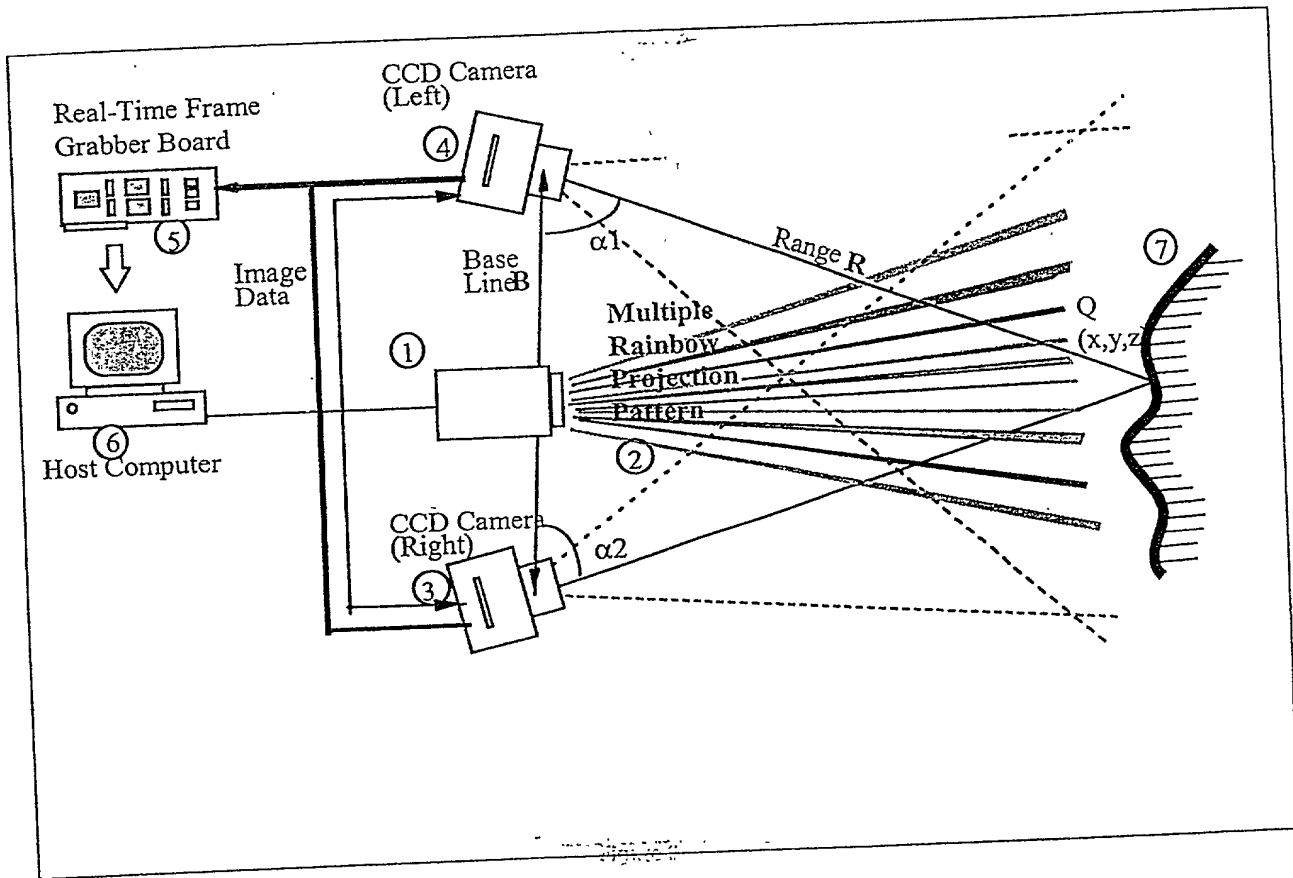 CCD Camera
(Left)
④
Real-Time Frame
Grabber Board
⑤
Image
Data
Base
LineB
α1
Range R
⑦
Multiple
Rainbow
Projection
Pattern
Q
(x,y,z
①
②
⑥
Host Computer
CCD Camera
(Right)
③
α2